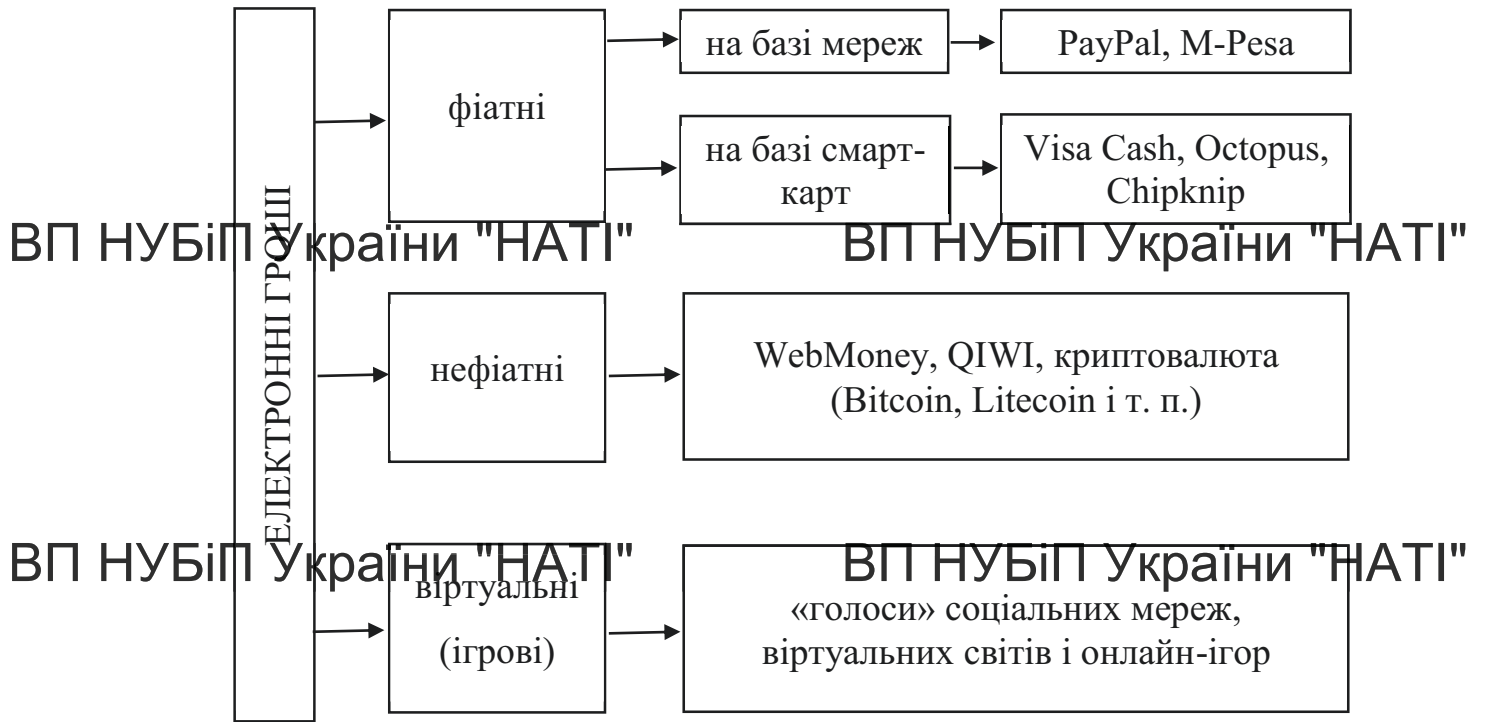 ЕЛЕКТРОННІ ГРОШІ
фіатні
на базі мереж
PayPal, M-Pesa
на базі смарт-
карт
Visa Cash, Octopus,
Chipknip
ВП НУБіП України "НАТІ"
ВП НУБіП України "НАТІ"
нефіатні
WebMoney, QIWI, криптовалюта
(Bitcoin, Litecoin і т. п.)
ВП НУБіП України "НАТІ"
ВП НУБіП України "НАТІ"
віртуальні
(ігрові)
«голоси» соціальних мереж,
віртуальних світів і онлайн-ігор